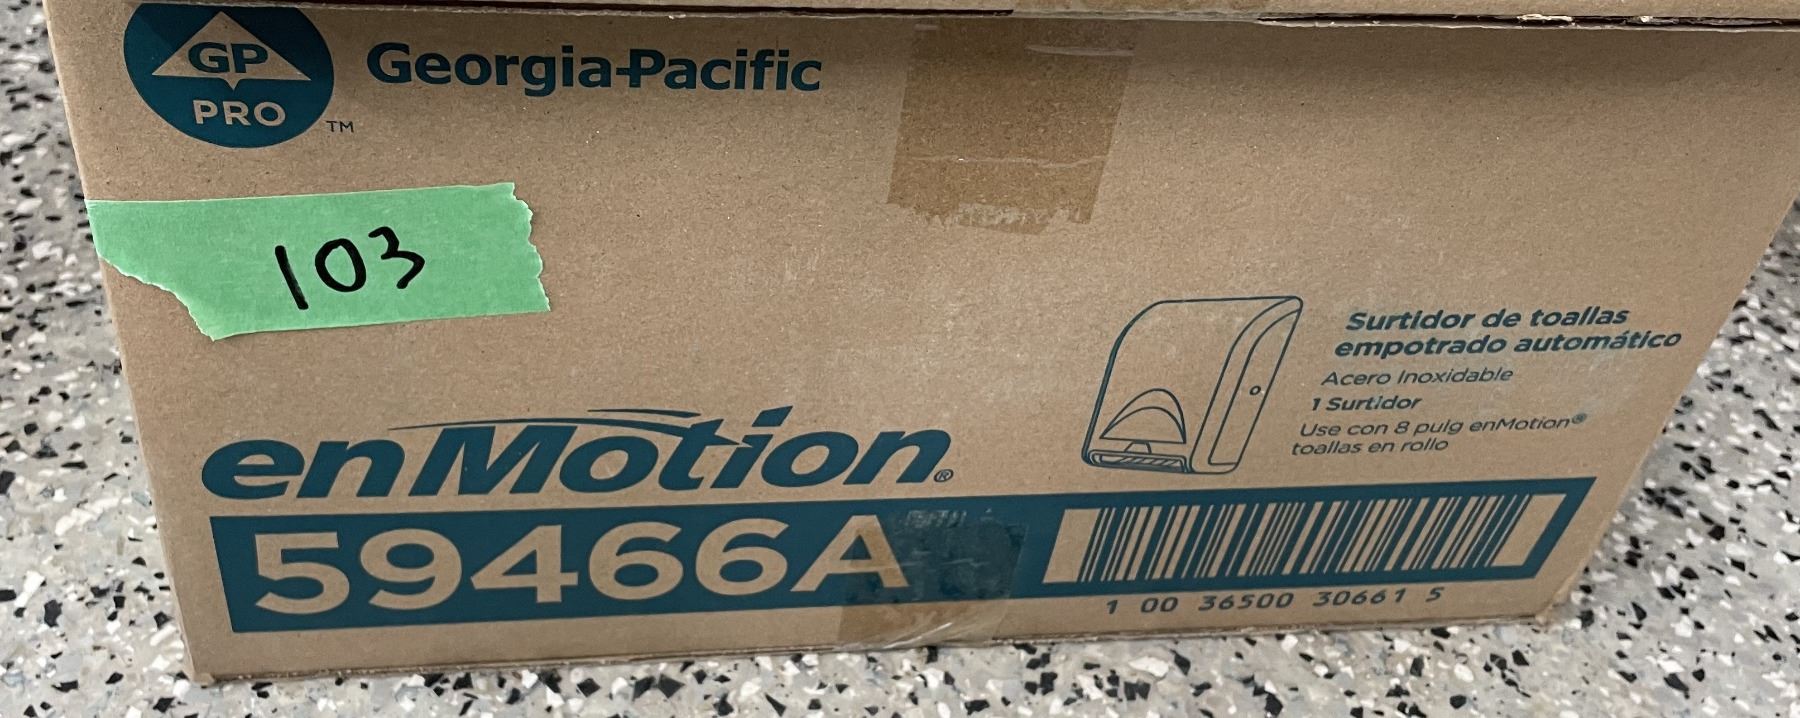 GP
PRO
TM
Georgia-Pacific
103
Surtidor de toallas
empotrado automático
Acero Inoxidable
1 Surtidor
Use con 8 pulg enMotion®
toallas en rollo
enMotion®
59466A
1 00 36500 30661 5